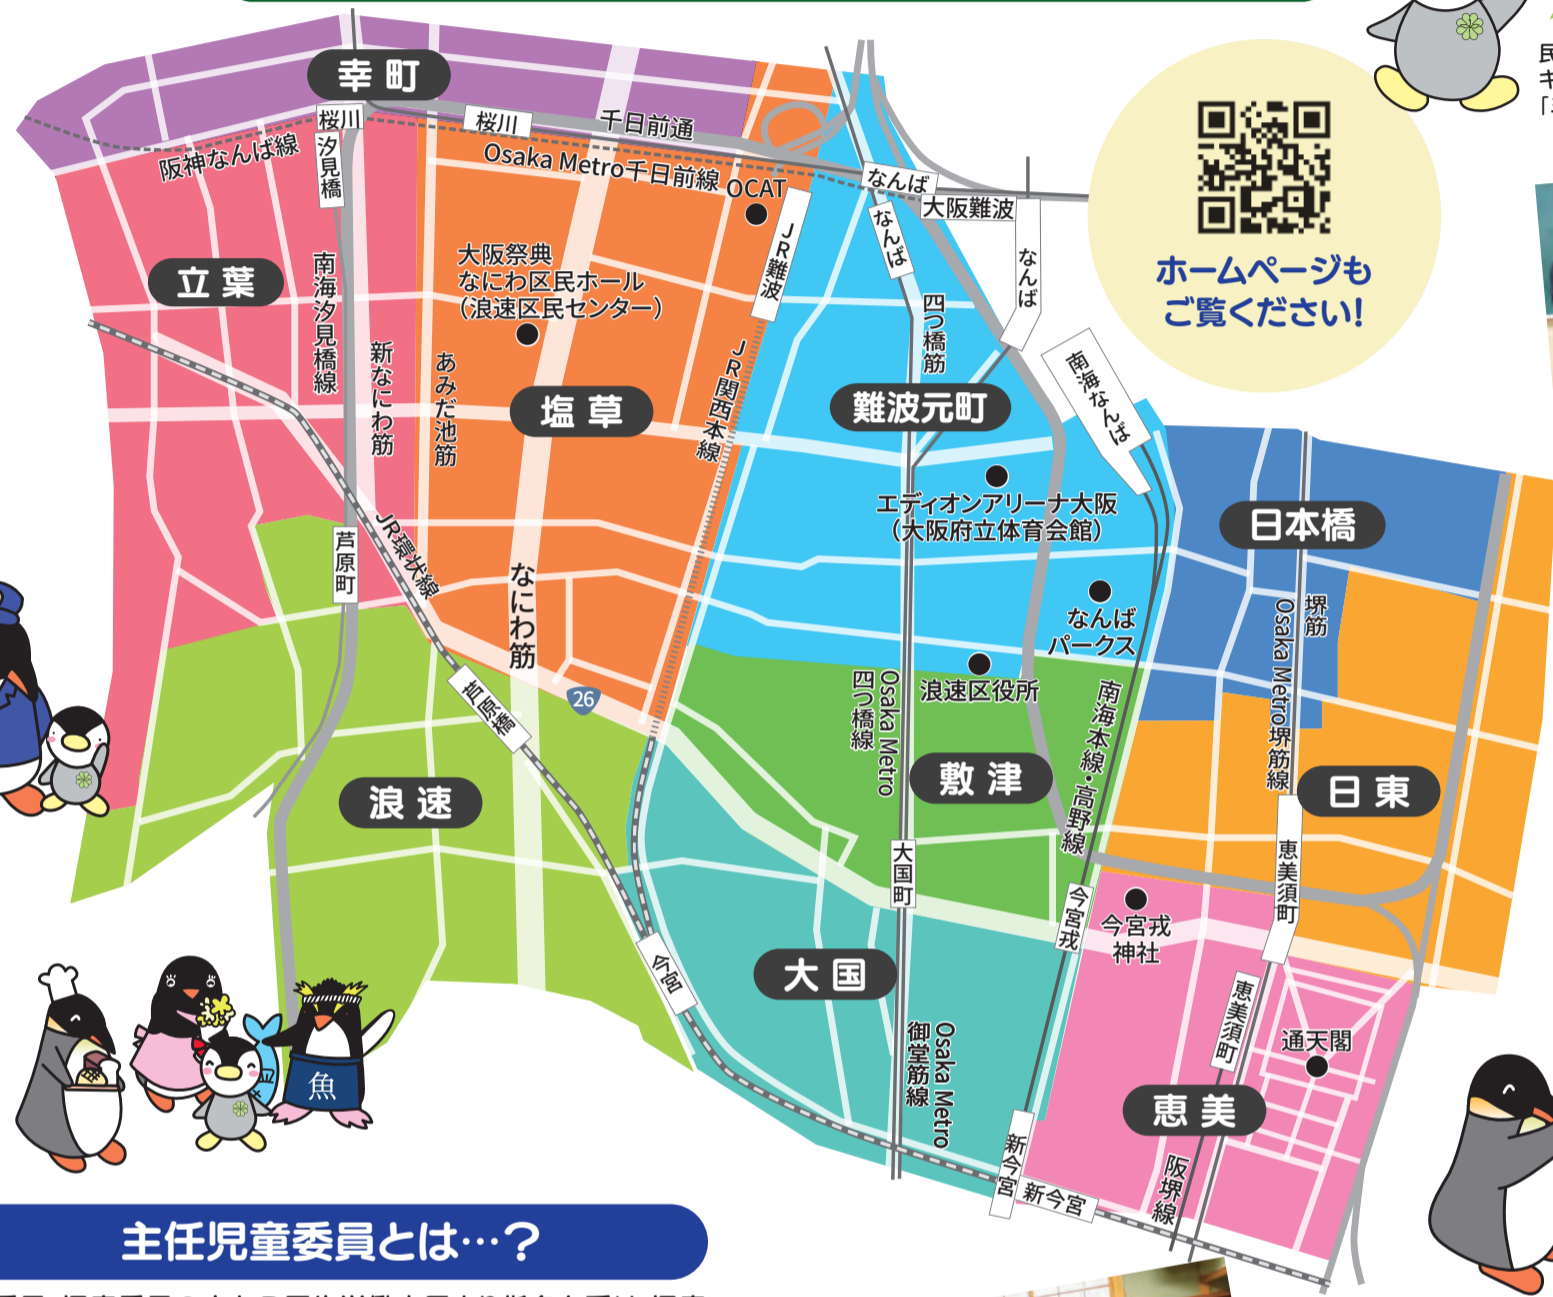 幸町
桜川
桜川
千日前通
阪神なんば線
汐見橋
Osaka Metro千日前線
OCAT
なんば
大阪難波
なんば
なんば
JR難波
立葉
南海汐見橋線
大阪祭典
なにわ区民ホール
（浪速区民センター）
新なにわ筋
あみだ池筋
塩草
JR関西本線
四つ橋筋
難波元町
南海なんば
ホームページも
ご覧ください！
民
キ
エディオンアリーナ大阪
（大阪府立体育会館）
日本橋
芦原町
JR環状線
なにわ筋
なんば
パークス
堺筋
Osaka Metro堺筋線
浪速区役所
26
芦原橋
Osaka Metro
四つ橋線
南海本線・高野線
浪速
敷津
日東
大国町
恵美須町
今宮戎
今宮戎
神社
今宮
大国
恵美須町
通天閣
Osaka Metro
御堂筋線
恵美
魚
新今宮
新今宮
阪堺線
主任児童委員とは…？